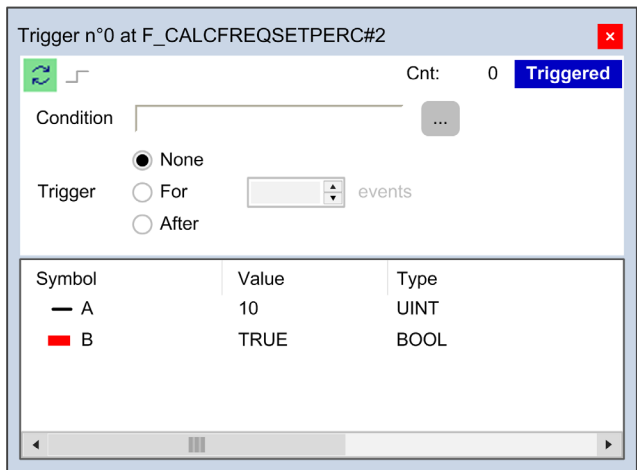 Trigger n°0 at F_CALCFREQSETPERC#2
Cnt: 0 Triggered
Condition ...
None
Trigger For events
After
Symbol Value Type
A 10 UINT
B TRUE BOOL